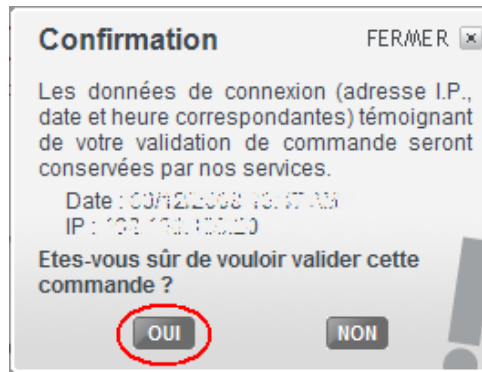 Confirmation FERMER
Les données de connexion (adresse I.P.,
date et heure correspondantes) témoignant
de votre validation de commande seront
conservées par nos services.
Date :
IP :
Etes-vous sûr de vouloir valider cette
commande ?
OUI NON